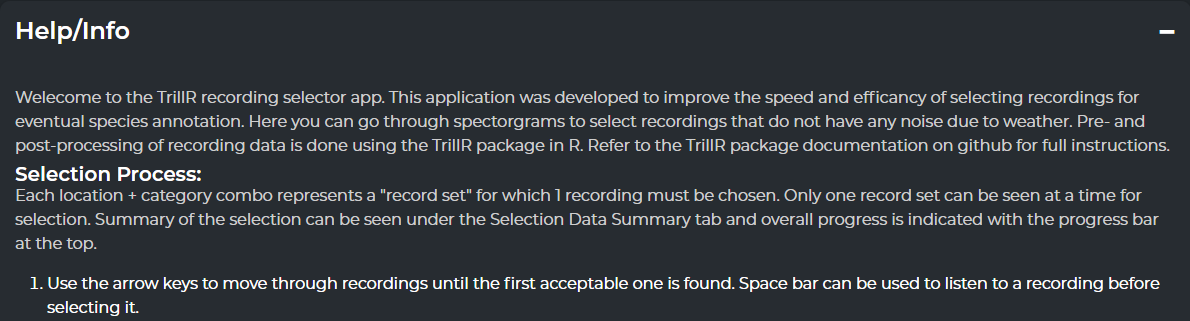 Help/Info
Welecome to the TrillR recording selector app. This application was developed to improve the speed and efficancy of selecting recordings for
eventual species annotation. Here you can go through spectorgrams to select recordings that do not have any noise due to weather. Pre- and
post-processing of recording data is done using the TrillR package in R. Refer to the TrillR package documentation on github for full instructions.
Selection Process:
Each location + category combo represents a "record set" for which 1 recording must be chosen. Only one record set can be seen at a time for
selection. Summary of the selection can be seen under the Selection Data Summary tab and overall progress is indicated with the progress bar
at the top.
1. Use the arrow keys to move through recordings until the first acceptable one is found. Space bar can be used to listen to a recording before
selecting it.